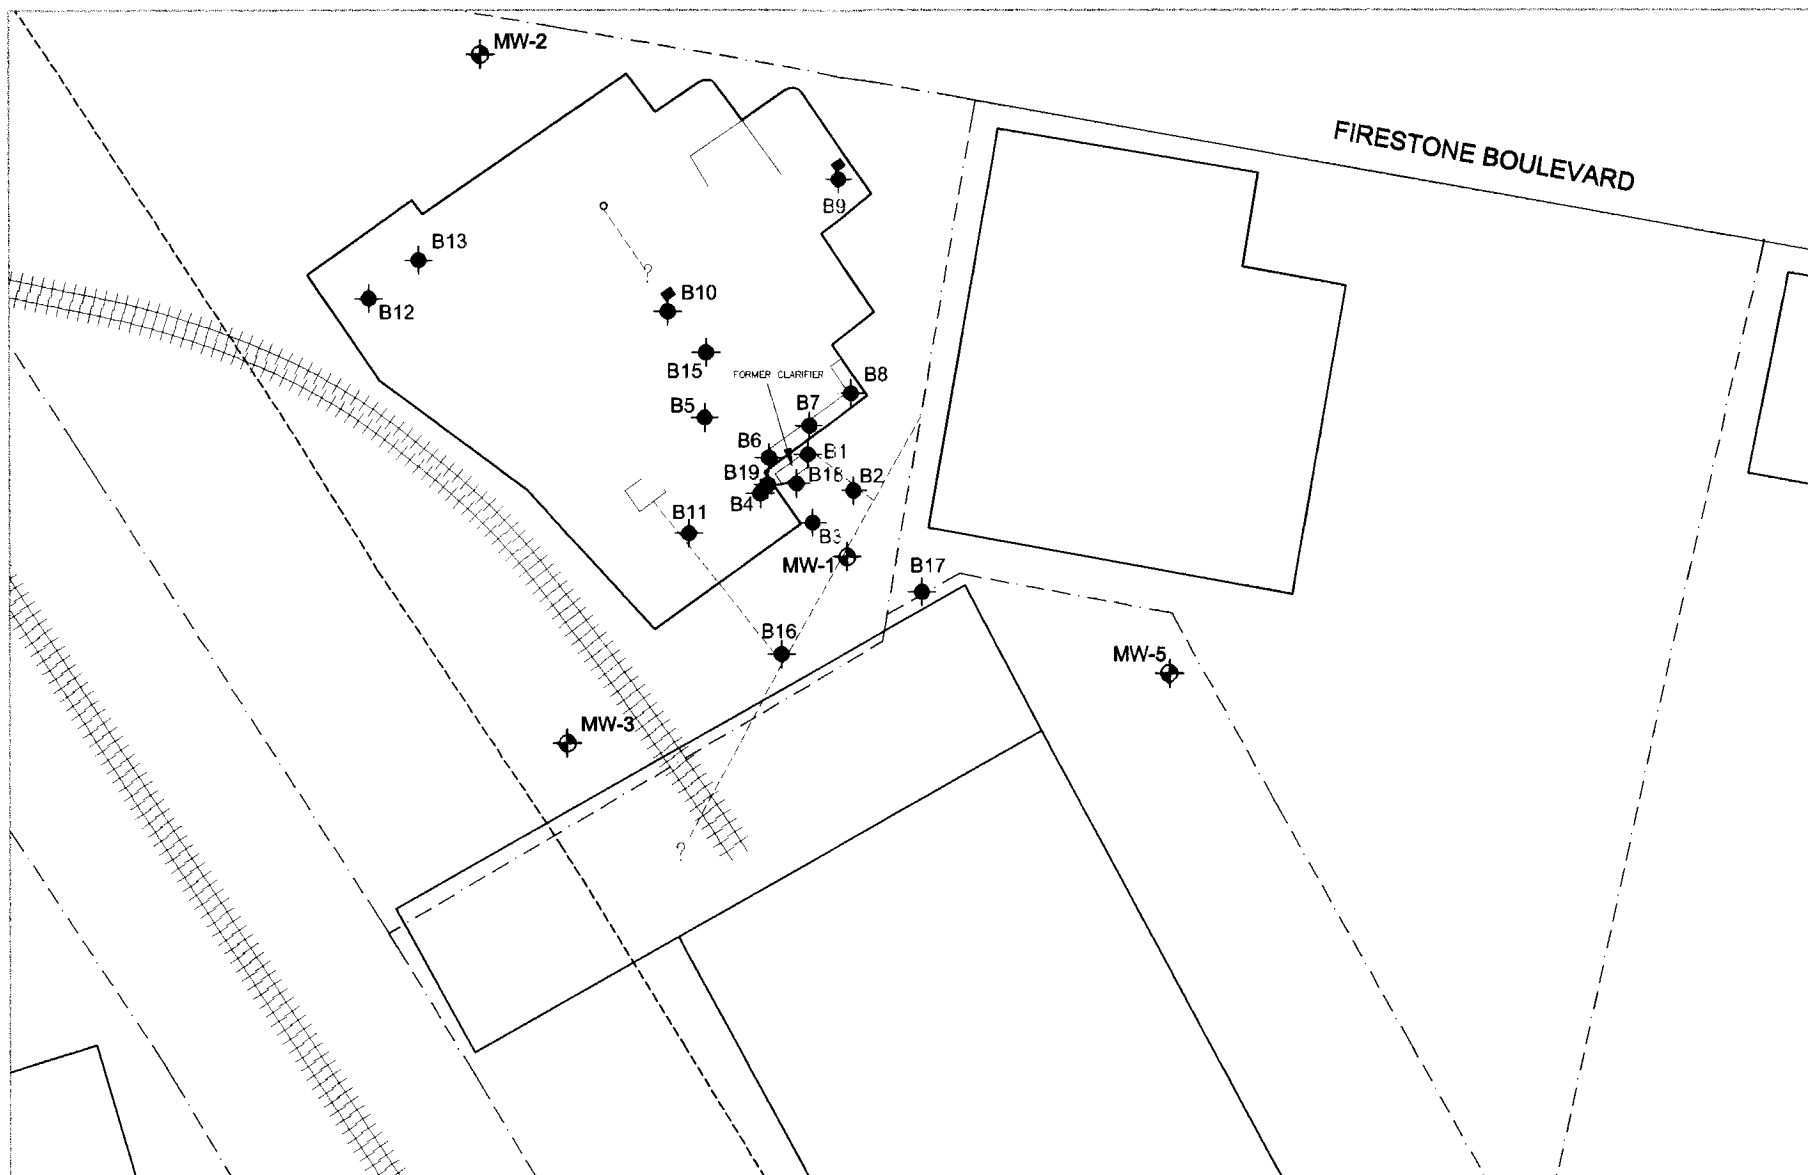 MW-2
FIRESTONE BOULEVARD
B9
B13
?
B10
B12
B15
FORMER CLARIFIER
B8
B5
B7
B6
B1
B19
B18
B2
B4
B11
B3
MW-1
B17
B16
MW-5
MW-3
?